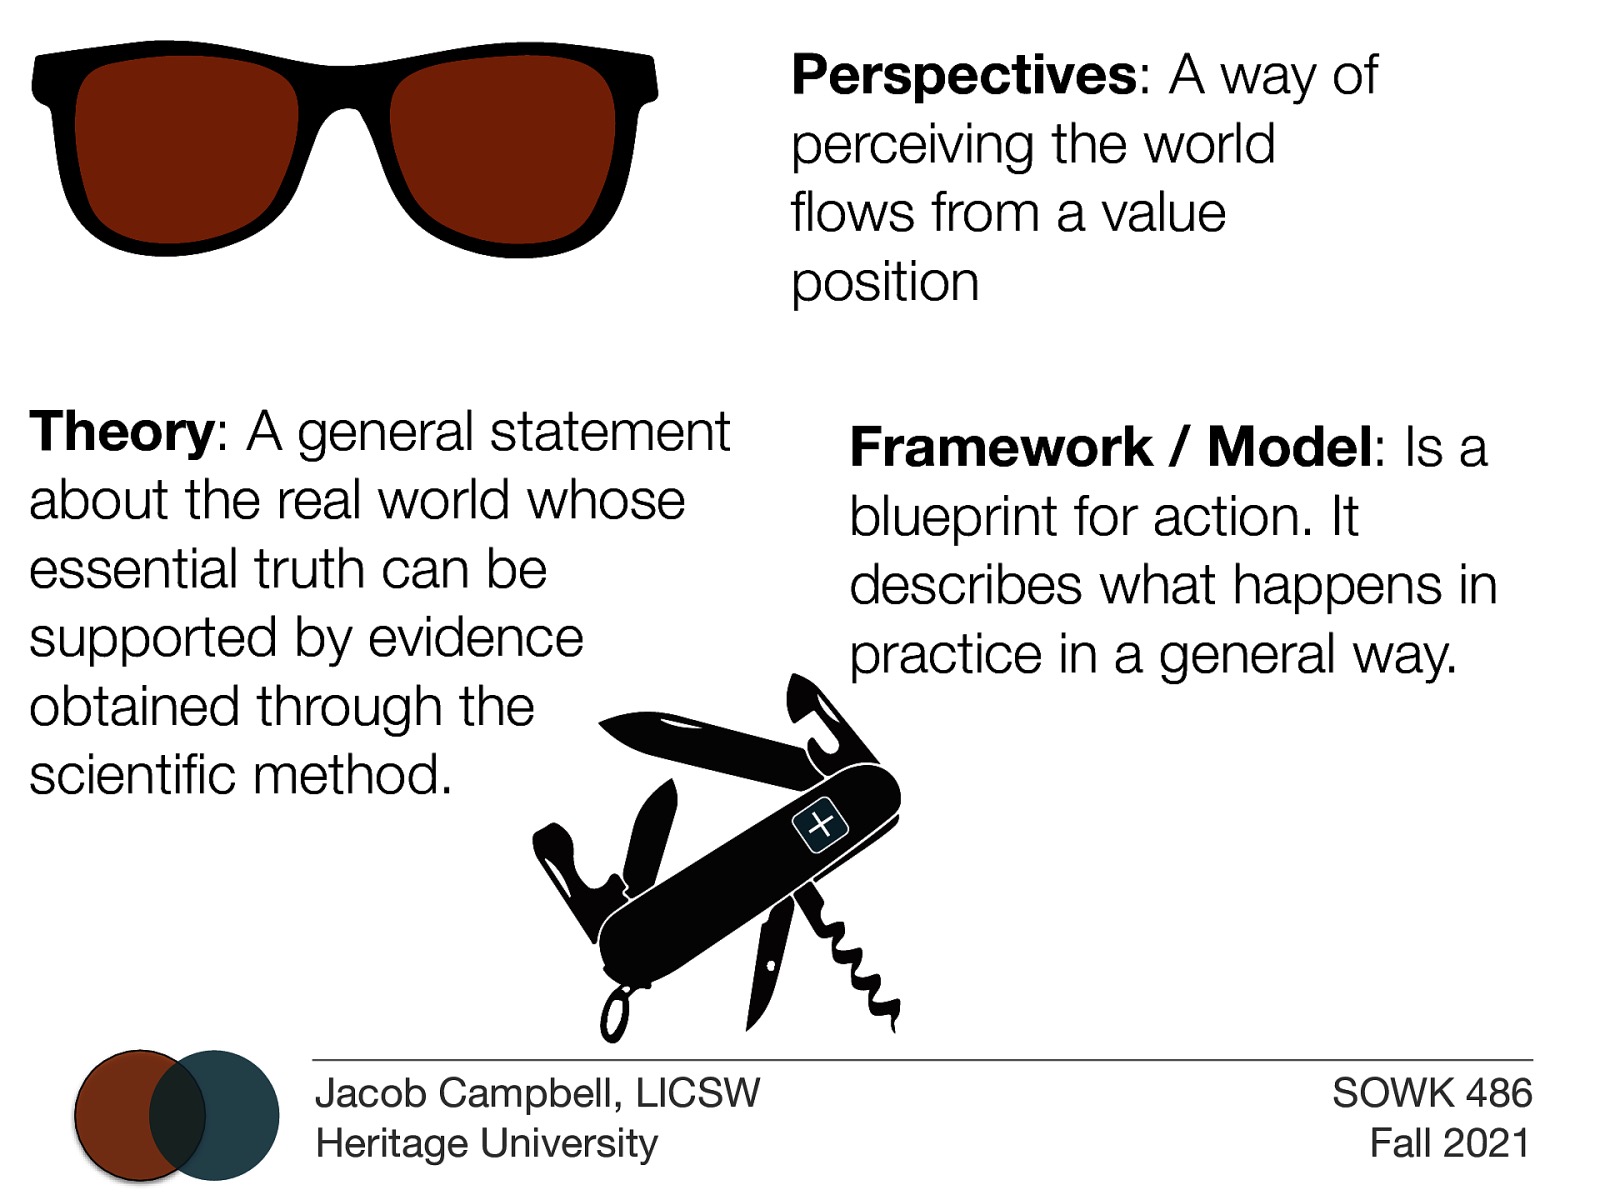 Perspectives: A way of
perceiving the world
flows from a value
position
Theory: A general statement
about the real world whose
essential truth can be
supported by evidence
obtained through the
scientific method.
Framework / Model: Is a
blueprint for action. It
describes what happens in
practice in a general way.
Jacob Campbell, LICSW
Heritage University
SOWK 486
Fall 2021